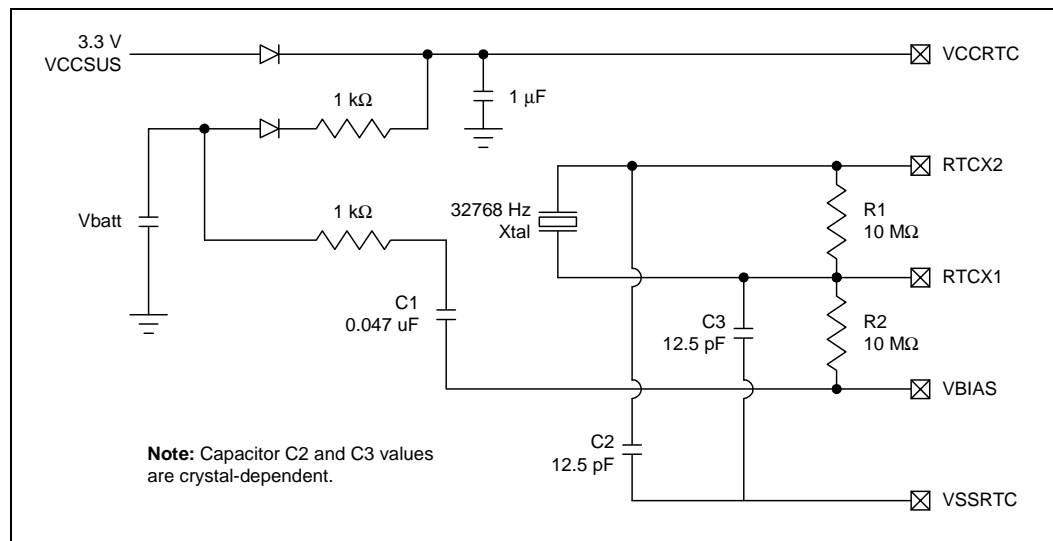 3.3 V
VCCSUS
VCCRTC
1 kΩ
1 μF
RTCX2
Vbatt
1 kΩ
32768 Hz
Xtal
R1
10 MΩ
RTCX1
C1
0.047 uF
C3
12.5 pF
R2
10 MΩ
VBIAS
Note: Capacitor C2 and C3 values
are crystal-dependent.
C2
12.5 pF
VSSRTC